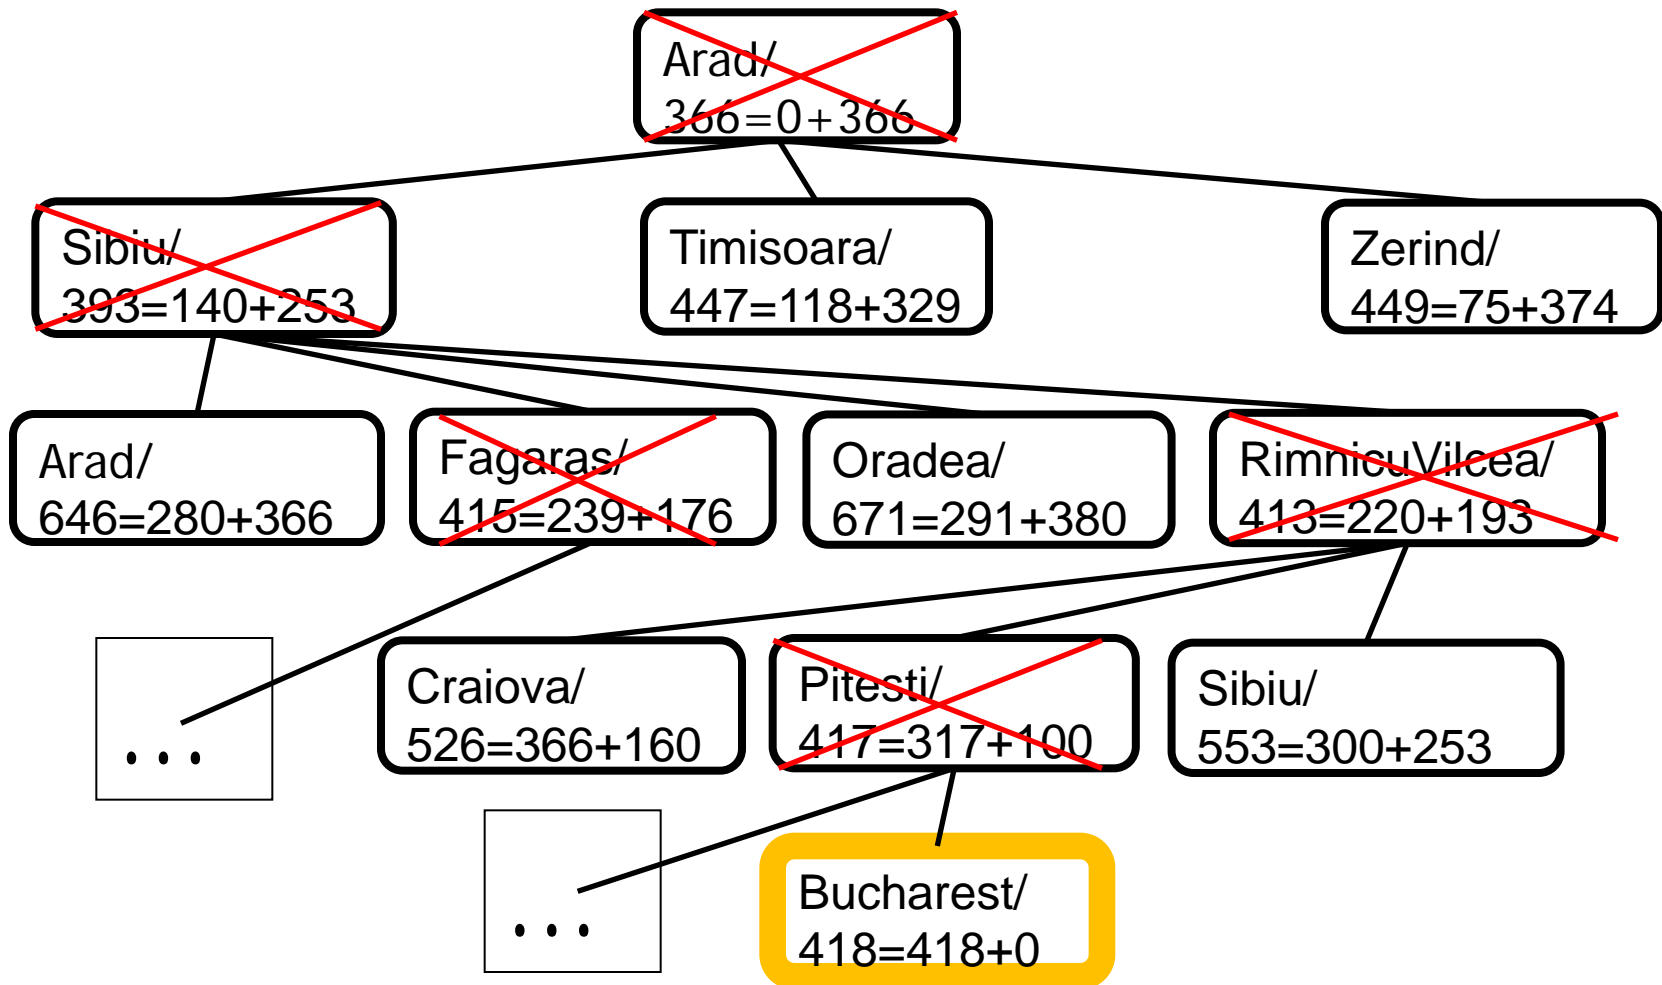 Arad/
366=0+366
Sibiu/
393=140+253
Timisoara/
447=118+329
Zerind/
449=75+374
Arad/
646=280+366
Fagaras/
415=239+176
Oradea/
671=291+380
RimnicuVilcea/
413=220+193
...
Craiova/
526=366+160
Pitesti/
417=317+100
Sibiu/
553=300+253
...
Bucharest/
418=418+0